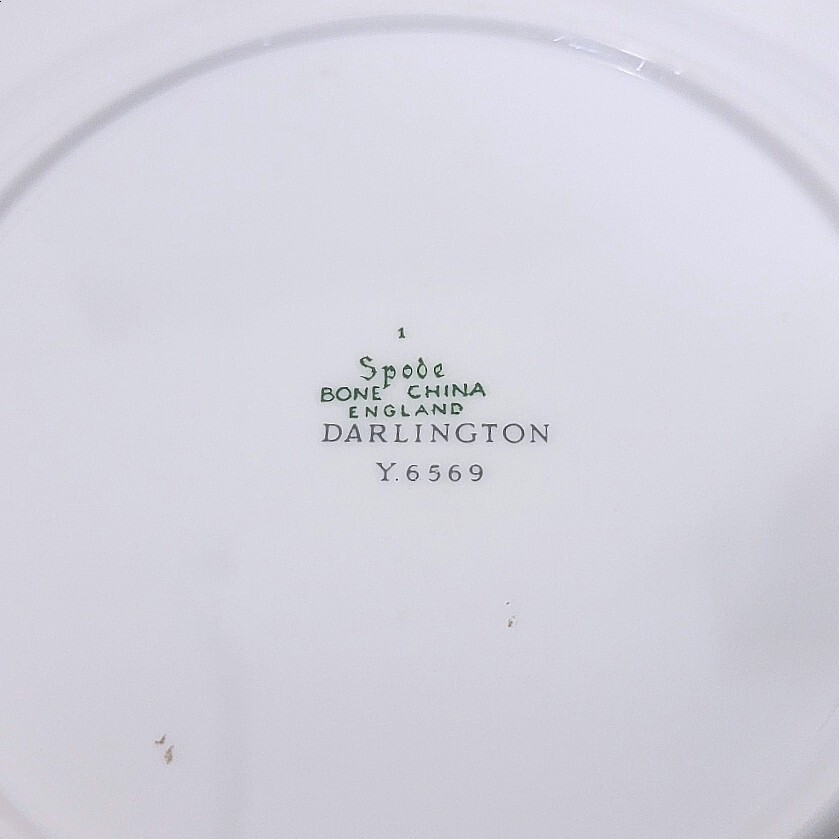 1
Spode
BONE CHINA
ENGLAND
DARLINGTON
Y.6569